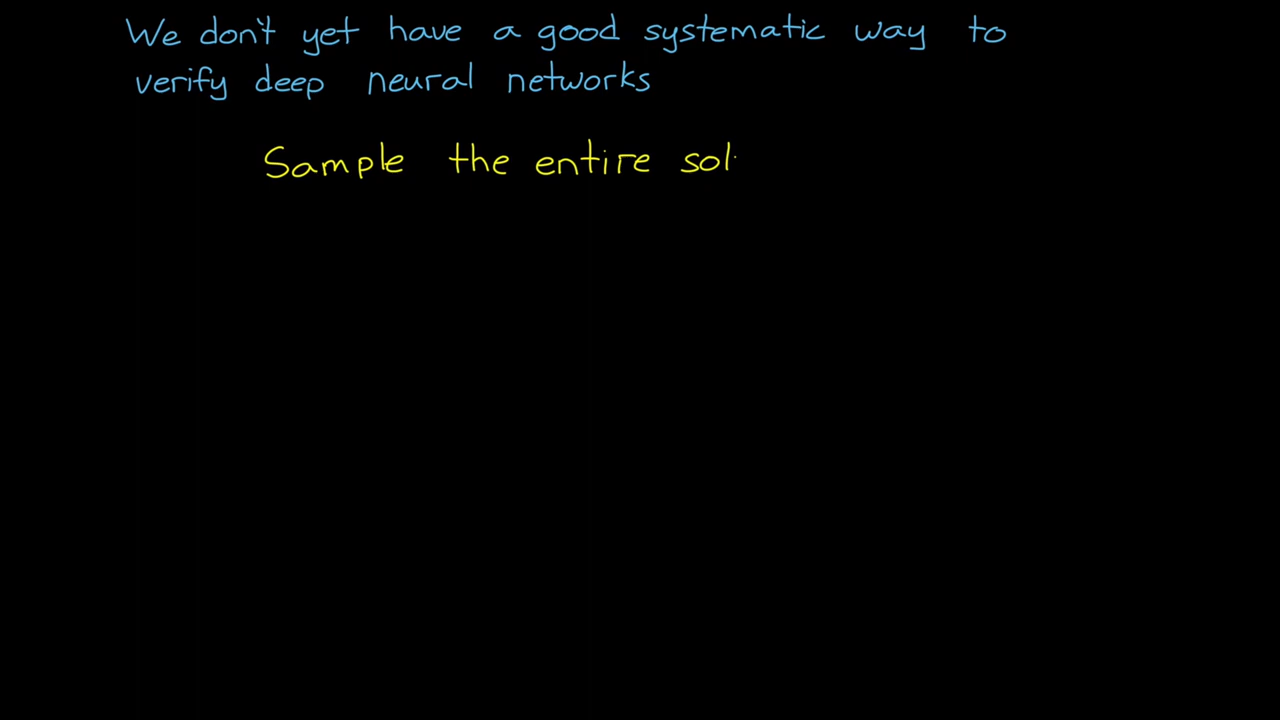 We don't yet have a good systematic way to
verify deep neural networks
Sample the entire sol